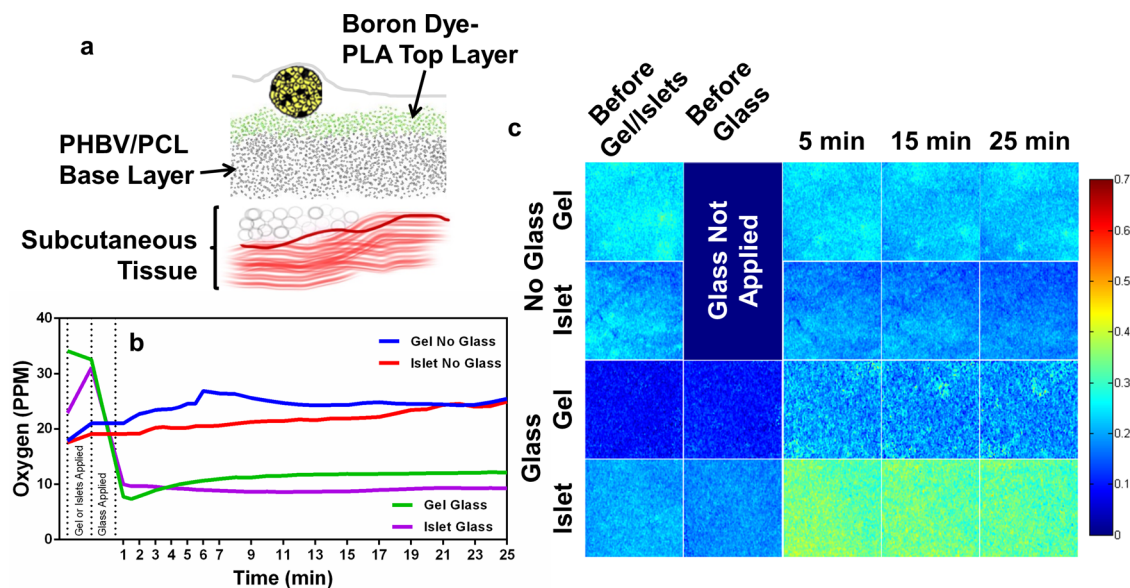 a
Boron Dye-
PLA Top Layer
PHBV/PCL
Base Layer
Subcutaneous
Tissue
b
40
30
20
10
0
Oxygen (PPM)
Gel or Islets Applied
Glass Applied
Gel No Glass
Islet No Glass
Gel Glass
Islet Glass
1 2 3 4 5 6 7 9 11 13 15 17 19 21 23 25
Time (min)
c
Before
Gel/Islets
Before
Glass
5 min 15 min 25 min
No Glass
Gel
Islet
Glass Not
Applied
Glass
Gel
Islet
0.7
0.6
0.5
0.4
0.3
0.2
0.1
0